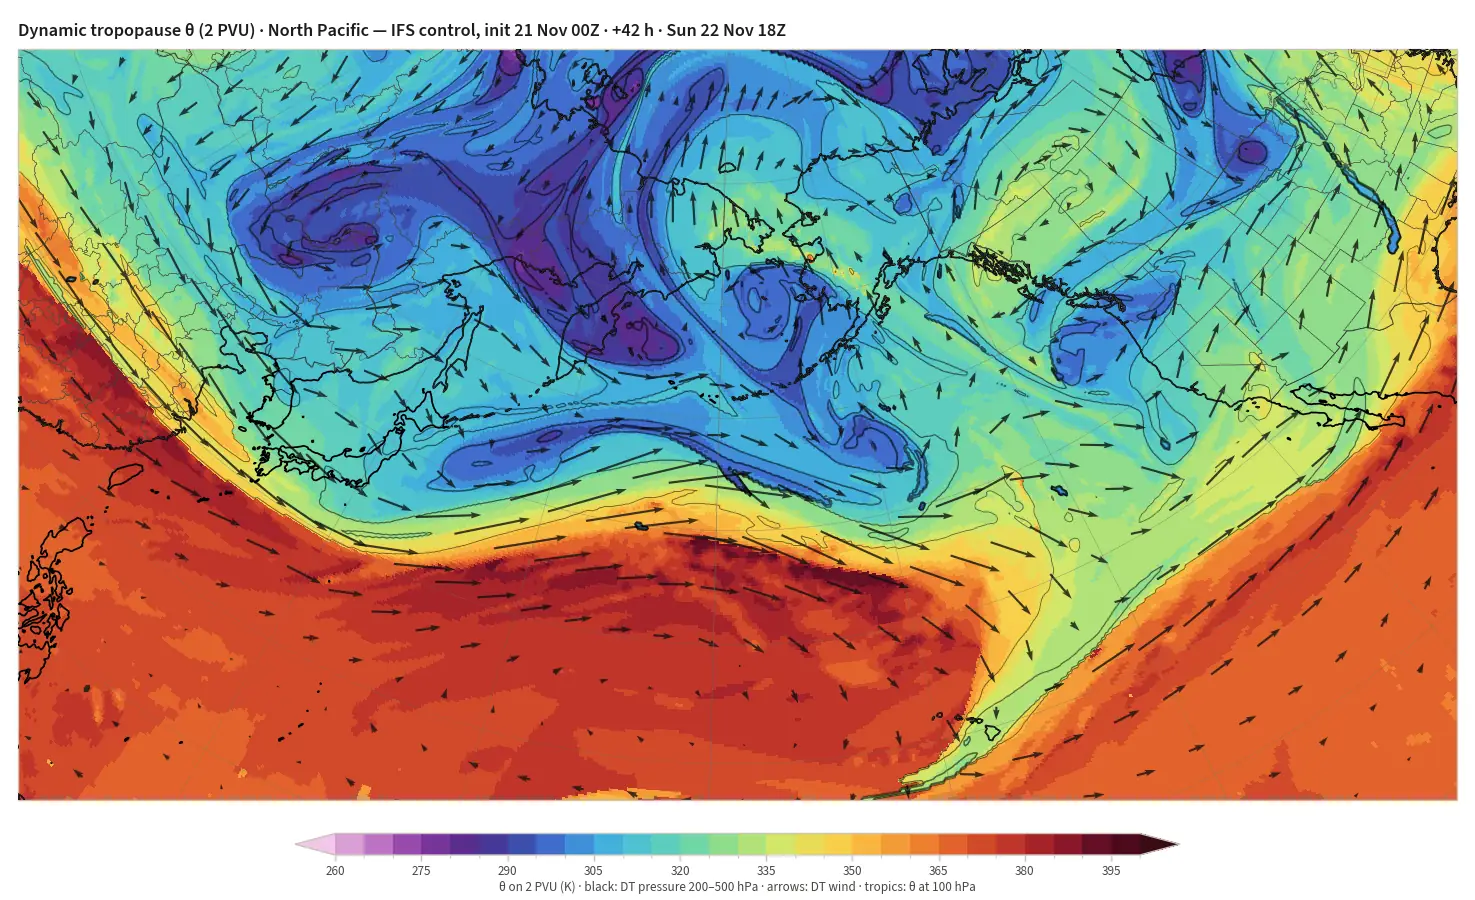 Dynamic tropopause θ (2 PVU) · North Pacific — IFS control, init 21 Nov 00Z · +42 h · Sun 22 Nov 18Z
260 275 290 305 320 335 350 365 380 395
θ on 2 PVU (K) · black: DT pressure 200–500 hPa · arrows: DT wind · tropics: θ at 100 hPa